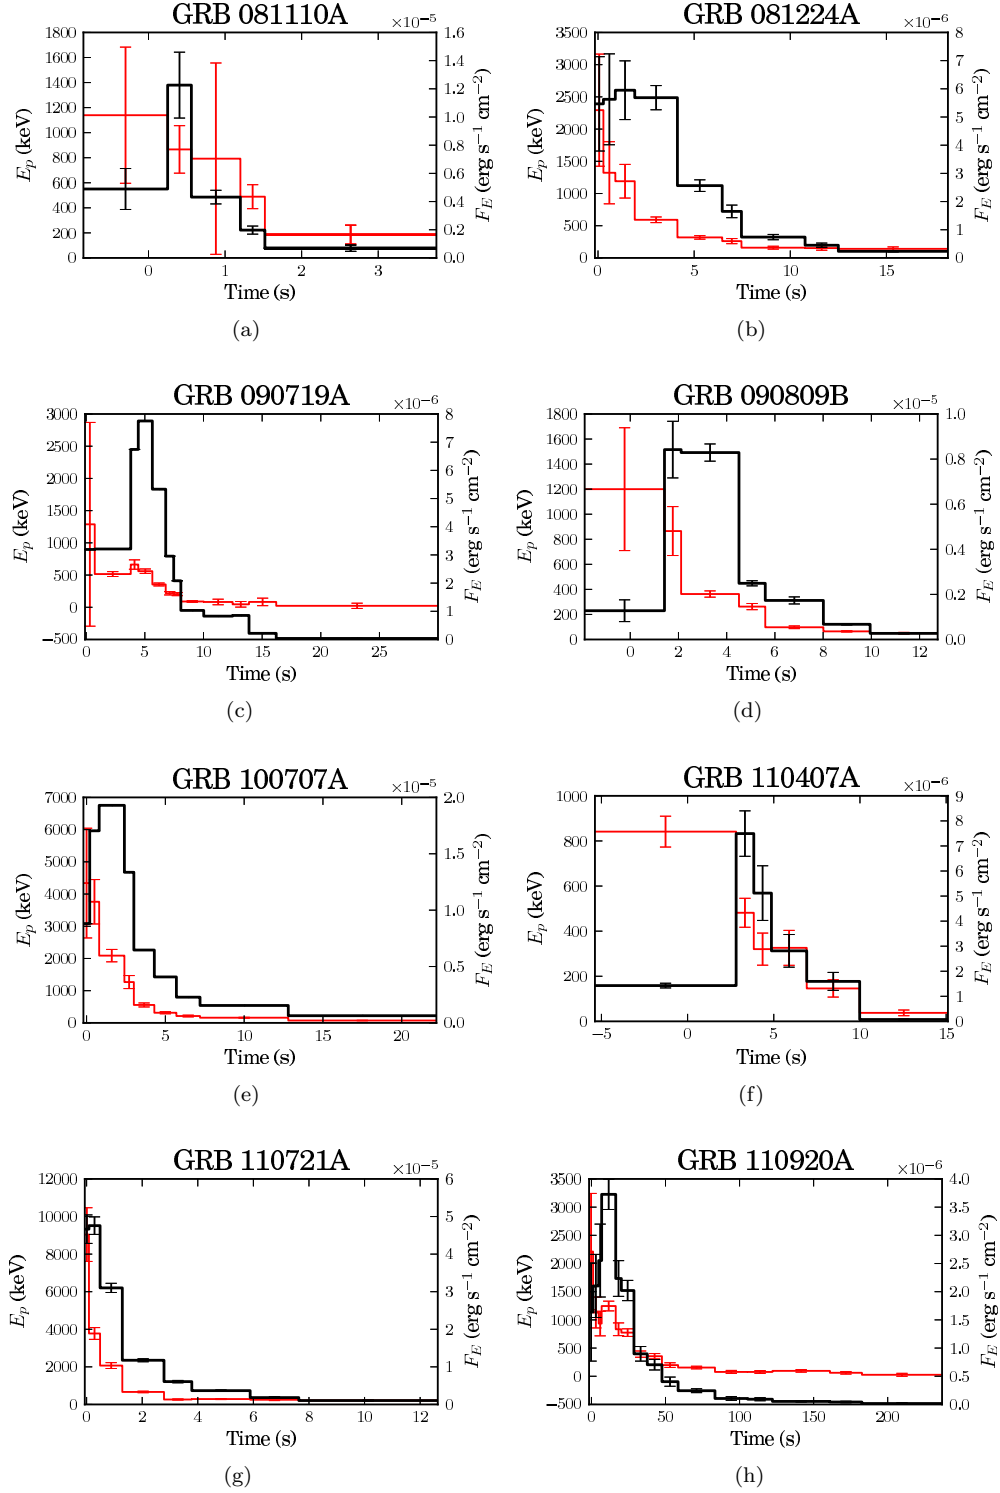 GRB 081110A
×10⁻⁵
1800
1600
1400
1200
1000
800
600
400
200
0
E_p (keV)
1.6
1.4
1.2
1.0
0.8
0.6
0.4
0.2
0.0
F_E (erg s⁻¹ cm⁻²)
0 1 2 3
Time (s)
(a)
GRB 081224A
×10⁻⁶
3500
3000
2500
2000
1500
1000
500
0
E_p (keV)
8
7
6
5
4
3
2
1
0
F_E (erg s⁻¹ cm⁻²)
0 5 10 15
Time (s)
(b)
GRB 090719A
×10⁻⁶
3000
2500
2000
1500
1000
500
0
−500
E_p (keV)
8
7
6
5
4
3
2
1
0
F_E (erg s⁻¹ cm⁻²)
0 5 10 15 20 25
Time (s)
(c)
GRB 090809B
×10⁻⁵
1800
1600
1400
1200
1000
800
600
400
200
0
E_p (keV)
1.0
0.8
0.6
0.4
0.2
0.0
F_E (erg s⁻¹ cm⁻²)
0 2 4 6 8 10 12
Time (s)
(d)
GRB 100707A
×10⁻⁵
7000
6000
5000
4000
3000
2000
1000
0
E_p (keV)
2.0
1.5
1.0
0.5
0.0
F_E (erg s⁻¹ cm⁻²)
0 5 10 15 20
Time (s)
(e)
GRB 110407A
×10⁻⁶
1000
800
600
400
200
0
E_p (keV)
9
8
7
6
5
4
3
2
1
0
F_E (erg s⁻¹ cm⁻²)
−5 0 5 10 15
Time (s)
(f)
GRB 110721A
×10⁻⁵
12000
10000
8000
6000
4000
2000
0
E_p (keV)
6
5
4
3
2
1
0
F_E (erg s⁻¹ cm⁻²)
0 2 4 6 8 10 12
Time (s)
(g)
GRB 110920A
×10⁻⁶
3500
3000
2500
2000
1500
1000
500
0
−500
E_p (keV)
4.0
3.5
3.0
2.5
2.0
1.5
1.0
0.5
0.0
F_E (erg s⁻¹ cm⁻²)
0 50 100 150 200
Time (s)
(h)